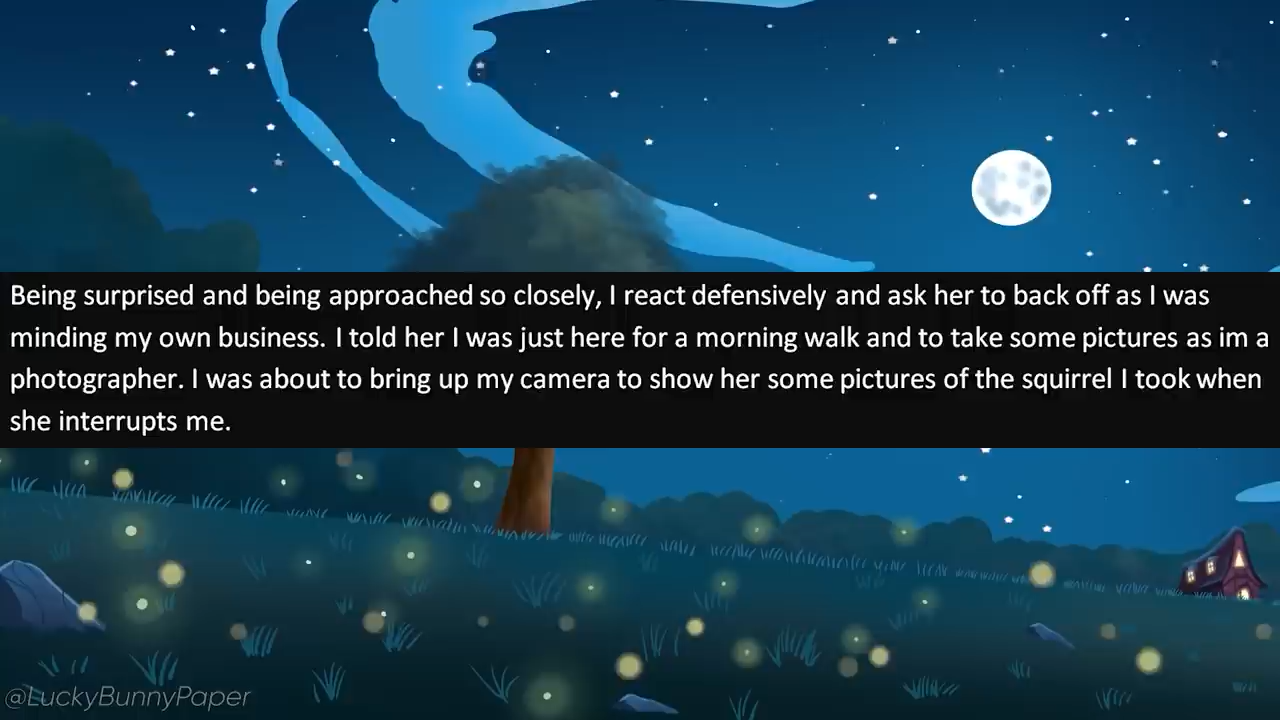 Being surprised and being approached so closely, I react defensively and ask her to back off as I was
minding my own business. I told her I was just here for a morning walk and to take some pictures as im a
photographer. I was about to bring up my camera to show her some pictures of the squirrel I took when
she interrupts me.
@LuckyBunnyPaper